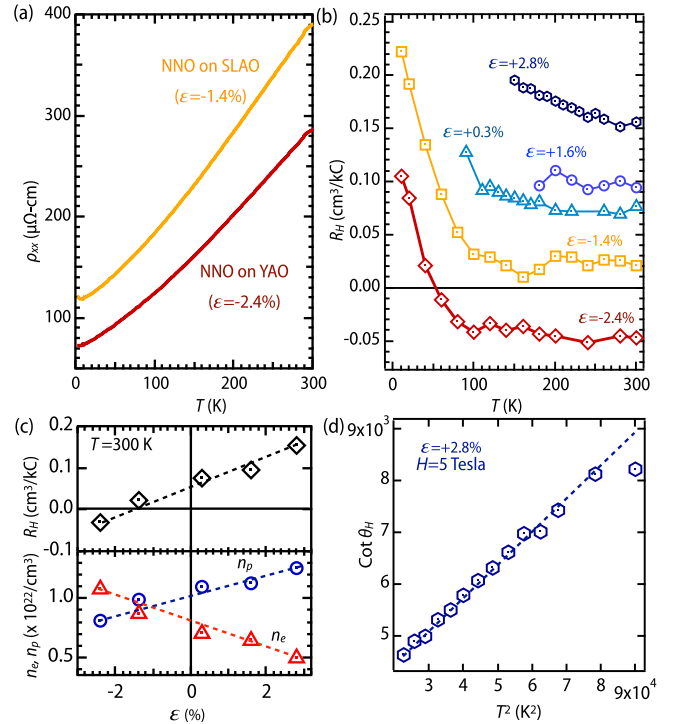 (a)
400
300
200
100
ρxx (μΩ-cm)
NNO on SLAO
(ε=-1.4%)
NNO on YAO
(ε=-2.4%)
0
100
200
300
T (K)
(b)
0.25
0.20
0.15
0.10
0.05
0.00
-0.05
RH (cm³/kC)
ε=+2.8%
ε=+0.3%
ε=+1.6%
ε=-1.4%
ε=-2.4%
0
100
200
300
T (K)
(c)
0.2
0.1
0.0
-0.1
RH (cm³/kC)
T=300 K
1.0
0.5
ne, np (x 10²²/cm³)
np
ne
-2
0
2
ε (%)
(d)
9x10³
8
7
6
5
Cot θH
ε=+2.8%
H=5 Tesla
3
4
5
6
7
8
9x10⁴
T² (K²)